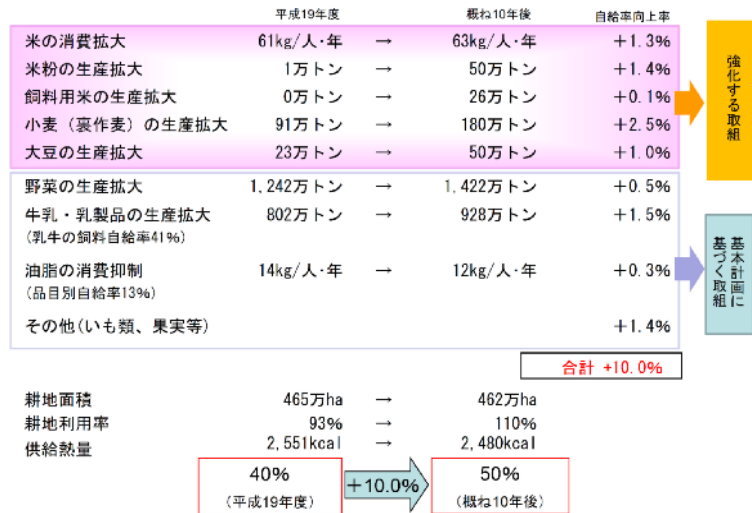 平成19年度 概ね10年後 自給率向上率
米の消費拡大 61kg/人・年 → 63kg/人・年 +1.3%
米粉の生産拡大 1万トン → 50万トン +1.4%
飼料用米の生産拡大 0万トン → 26万トン +0.1%
小麦（裏作麦）の生産拡大 91万トン → 180万トン +2.5%
大豆の生産拡大 23万トン → 50万トン +1.0%
強化する取組
野菜の生産拡大 1,242万トン → 1,422万トン +0.5%
牛乳・乳製品の生産拡大 802万トン → 928万トン +1.5%
(乳牛の飼料自給率41%)
油脂の消費抑制 14kg/人・年 → 12kg/人・年 +0.3%
(品目別自給率13%)
その他(いも類、果実等) +1.4%
基本計画に
基づく取組
合計 +10.0%
耕地面積 465万ha → 462万ha
耕地利用率 93% → 110%
供給熱量 2,551kcal → 2,480kcal
40% +10.0% 50%
(平成19年度) (概ね10年後)